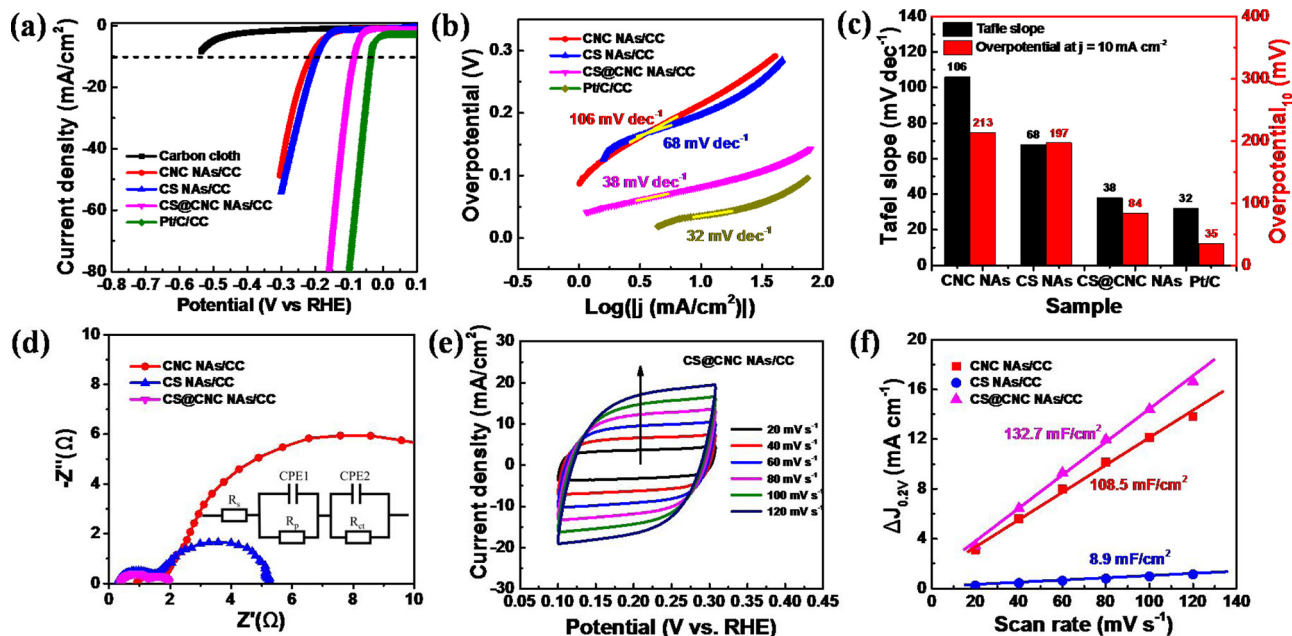 (a)
0
-20
-40
-60
-80
Current density (mA/cm²)
Carbon cloth
CNC NAs/CC
CS NAs/CC
CS@CNC NAs/CC
Pt/C/CC
-0.8 -0.7 -0.6 -0.5 -0.4 -0.3 -0.2 -0.1 0.0 0.1
Potential (V vs RHE)
(b)
0.3
0.2
0.1
0.0
Overpotential (V)
CNC NAs/CC
CS NAs/CC
CS@CNC NAs/CC
Pt/C/CC
106 mV dec⁻¹
68 mV dec⁻¹
38 mV dec⁻¹
32 mV dec⁻¹
-0.5 0.0 0.5 1.0 1.5 2.0
Log(|j (mA/cm²)|)
(c)
140
120
100
80
60
40
20
0
Tafel slope (mV dec⁻¹)
Tafle slope
Overpotential at j = 10 mA cm⁻²
106
213
68
197
38
84
32
35
400
300
200
100
0
Overpotential₁₀ (mV)
CNC NAs CS NAs CS@CNC NAs Pt/C
Sample
(d)
-10
8
6
4
2
0
-Z''(Ω)
CNC NAs/CC
CS NAs/CC
CS@CNC NAs/CC
CPE1 CPE2
Rs
Rp Rct
0 2 4 6 8 10
Z'(Ω)
(e)
30
20
10
0
-10
-20
-30
Current density (mA/cm²)
CS@CNC NAs/CC
20 mV s⁻¹
40 mV s⁻¹
60 mV s⁻¹
80 mV s⁻¹
100 mV s⁻¹
120 mV s⁻¹
0.05 0.10 0.15 0.20 0.25 0.30 0.35 0.40 0.45
Potential (V vs. RHE)
(f)
20
16
12
8
4
0
ΔJ0.2V (mA cm⁻¹)
CNC NAs/CC
CS NAs/CC
CS@CNC NAs/CC
132.7 mF/cm²
108.5 mF/cm²
8.9 mF/cm²
0 20 40 60 80 100 120 140
Scan rate (mV s⁻¹)